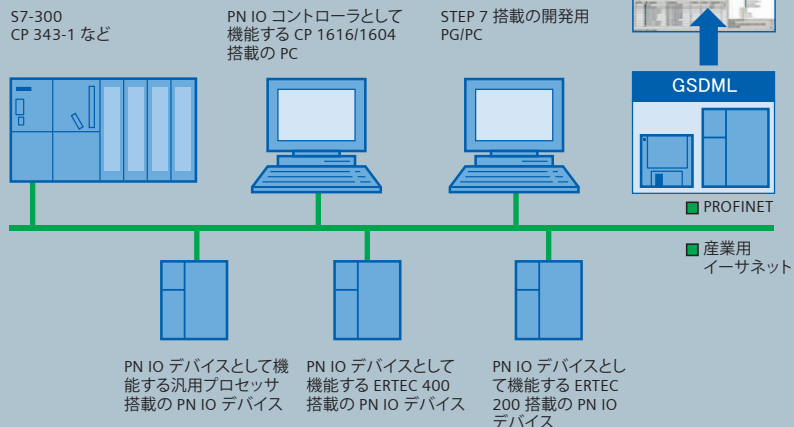 S7-300
CP 343-1 など
PN IO コントローラとして
機能する CP 1616/1604
搭載の PC
STEP 7 搭載の開発用
PG/PC
GSDML
PROFINET
産業用
イーサネット
PN IO デバイスとして機
能する汎用プロセッサ
搭載の PN IO デバイス
PN IO デバイスとして
機能する ERTEC 400
搭載の PN IO デバイス
PN IO デバイスとし
て機能する ERTEC
200 搭載の PN IO
デバイス